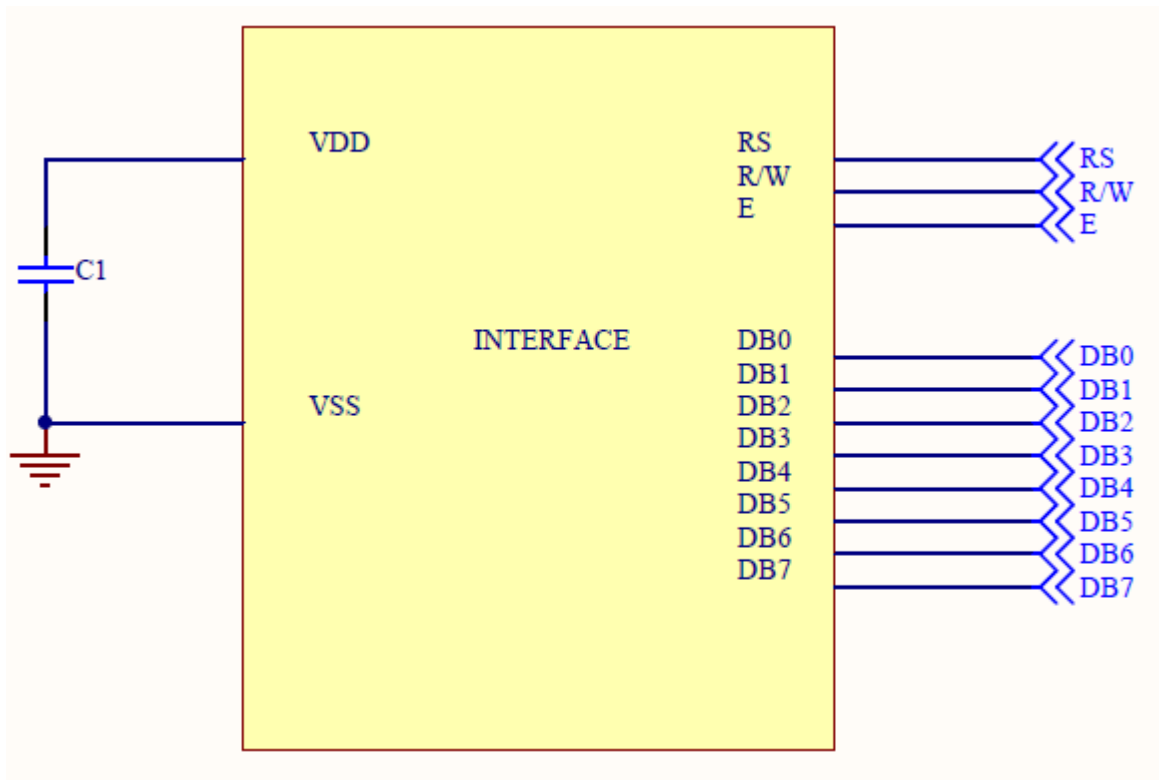 VDD
RS
RS
R/W
R/W
E
E
C1
INTERFACE
DB0
DB0
DB1
DB1
VSS
DB2
DB2
DB3
DB3
DB4
DB4
DB5
DB5
DB6
DB6
DB7
DB7